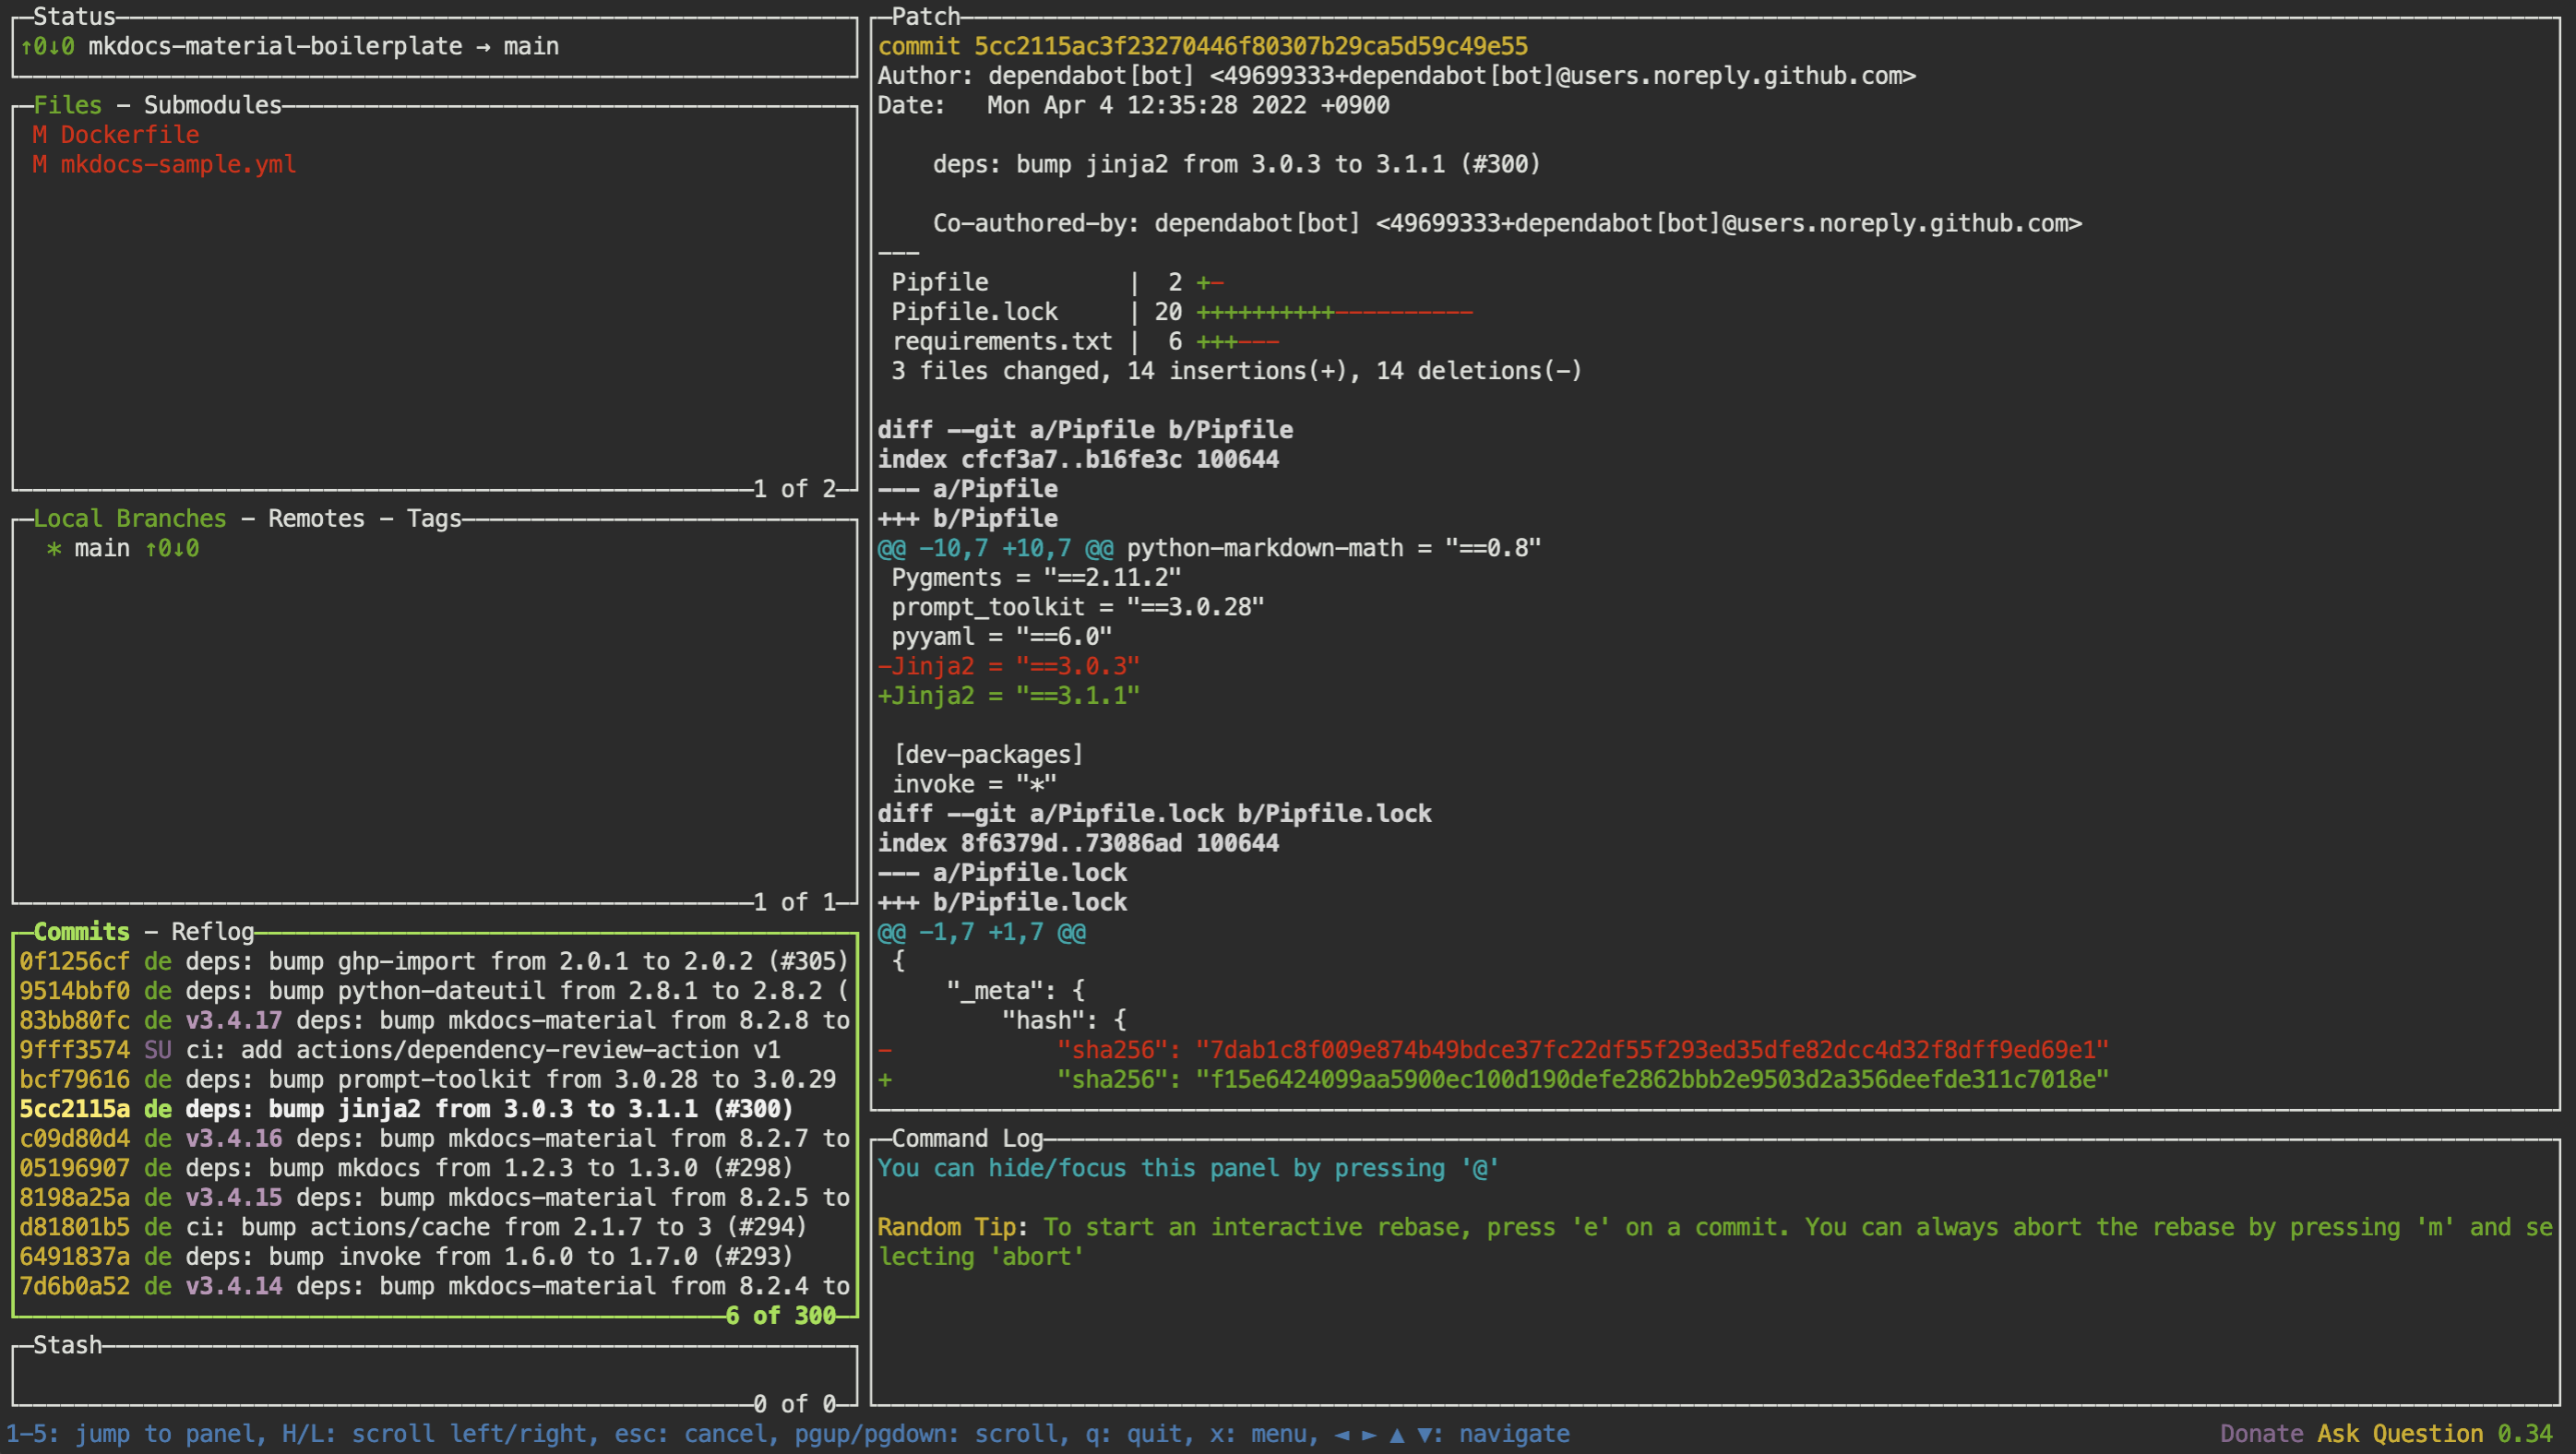 Status
↑0↓0 mkdocs-material-boilerplate → main
Files - Submodules
M Dockerfile
M mkdocs-sample.yml
1 of 2
Local Branches - Remotes - Tags
* main ↑0↓0
1 of 1
Commits - Reflog
0f1256cf de deps: bump ghp-import from 2.0.1 to 2.0.2 (#305)
9514bbf0 de deps: bump python-dateutil from 2.8.1 to 2.8.2 (
83bb80fc de v3.4.17 deps: bump mkdocs-material from 8.2.8 to
9fff3574 SU ci: add actions/dependency-review-action v1
bcf79616 de deps: bump prompt-toolkit from 3.0.28 to 3.0.29
5cc2115a de deps: bump jinja2 from 3.0.3 to 3.1.1 (#300)
c09d80d4 de v3.4.16 deps: bump mkdocs-material from 8.2.7 to
05196907 de deps: bump mkdocs from 1.2.3 to 1.3.0 (#298)
8198a25a de v3.4.15 deps: bump mkdocs-material from 8.2.5 to
d81801b5 de ci: bump actions/cache from 2.1.7 to 3 (#294)
6491837a de deps: bump invoke from 1.6.0 to 1.7.0 (#293)
7d6b0a52 de v3.4.14 deps: bump mkdocs-material from 8.2.4 to
6 of 300
Stash
0 of 0
Patch
commit 5cc2115ac3f23270446f80307b29ca5d59c49e55
Author: dependabot[bot] <49699333+dependabot[bot]@users.noreply.github.com>
Date:   Mon Apr 4 12:35:28 2022 +0900
deps: bump jinja2 from 3.0.3 to 3.1.1 (#300)
Co-authored-by: dependabot[bot] <49699333+dependabot[bot]@users.noreply.github.com>
---
Pipfile          |  2 +-
Pipfile.lock     | 20 ++++++++++----------
requirements.txt |  6 +++---
3 files changed, 14 insertions(+), 14 deletions(-)
diff --git a/Pipfile b/Pipfile
index cfcf3a7..b16fe3c 100644
--- a/Pipfile
+++ b/Pipfile
@@ -10,7 +10,7 @@ python-markdown-math = "==0.8"
Pygments = "==2.11.2"
prompt_toolkit = "==3.0.28"
pyyaml = "==6.0"
-Jinja2 = "==3.0.3"
+Jinja2 = "==3.1.1"
[dev-packages]
invoke = "*"
diff --git a/Pipfile.lock b/Pipfile.lock
index 8f6379d..73086ad 100644
--- a/Pipfile.lock
+++ b/Pipfile.lock
@@ -1,7 +1,7 @@
{
"_meta": {
"hash": {
-            "sha256": "7dab1c8f009e874b49bdce37fc22df55f293ed35dfe82dcc4d32f8dff9ed69e1"
+            "sha256": "f15e6424099aa5900ec100d190defe2862bbb2e9503d2a356deefde311c7018e"
Command Log
You can hide/focus this panel by pressing '@'
Random Tip: To start an interactive rebase, press 'e' on a commit. You can always abort the rebase by pressing 'm' and se
lecting 'abort'
1-5: jump to panel, H/L: scroll left/right, esc: cancel, pgup/pgdown: scroll, q: quit, x: menu, ◄ ► ▲ ▼: navigate
Donate Ask Question 0.34